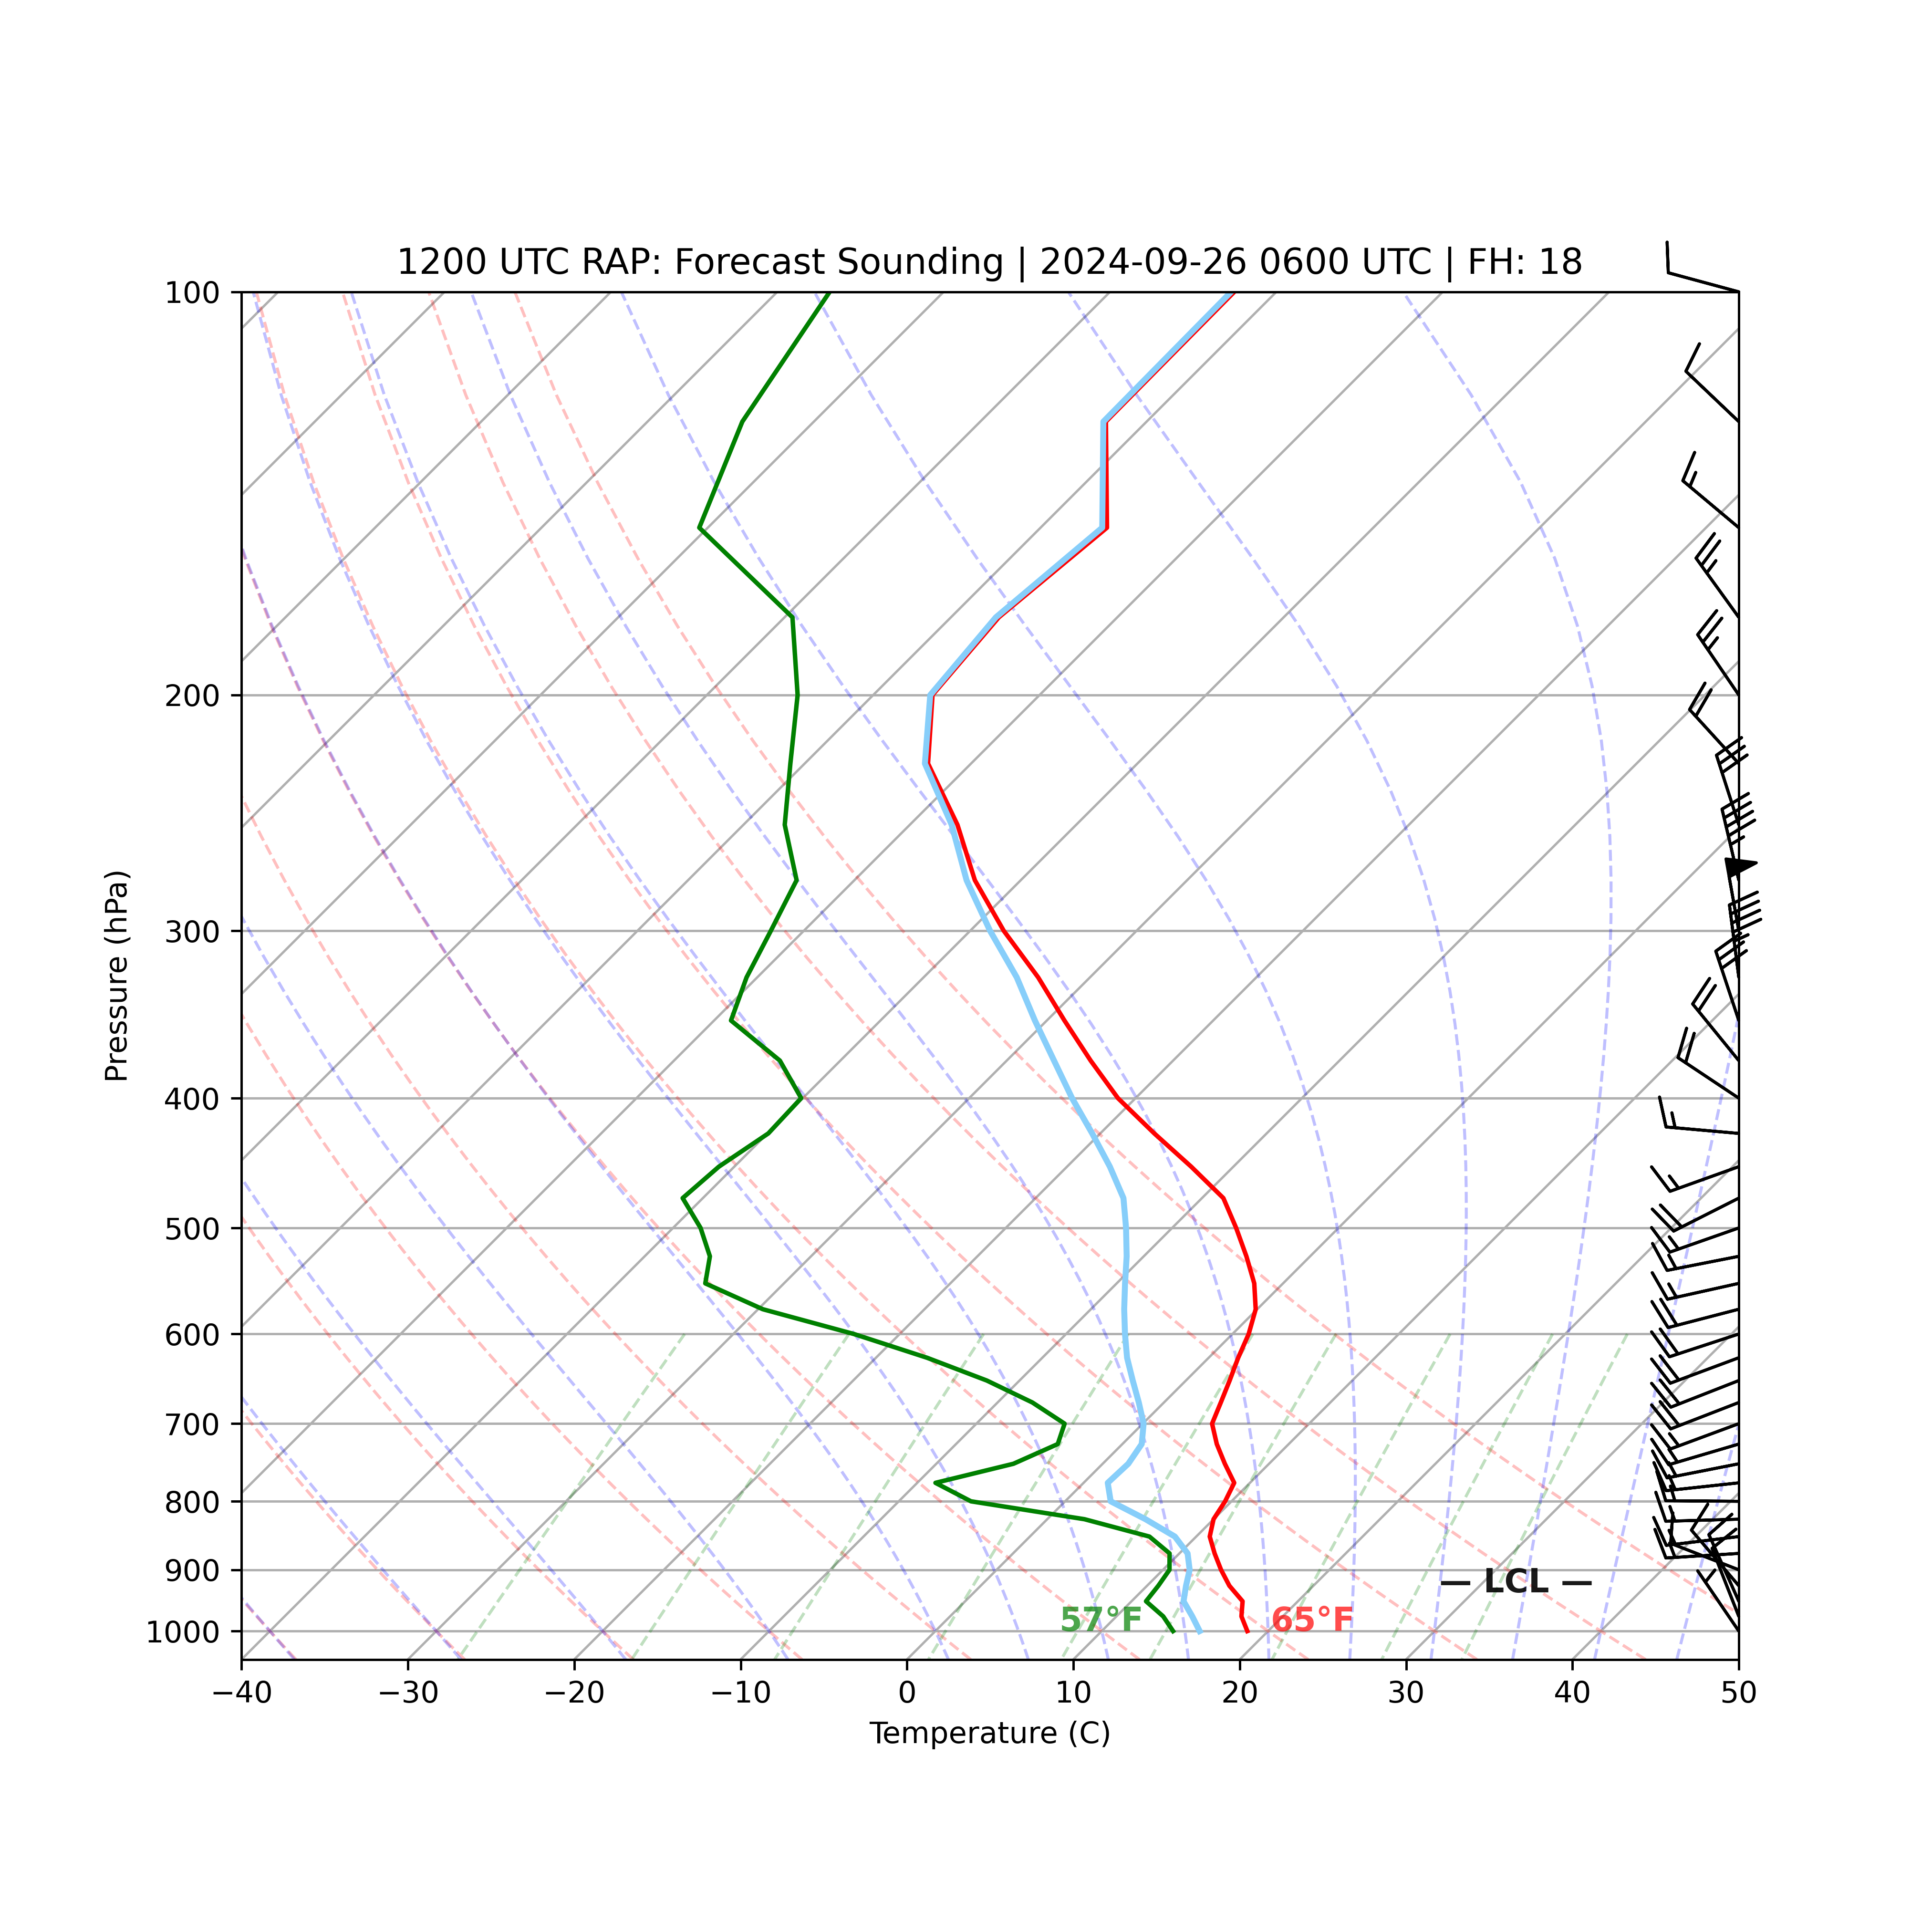 1200 UTC RAP: Forecast Sounding | 2024-09-26 0600 UTC | FH: 18
100
200
300
400
500
600
700
800
900
1000
Pressure (hPa)
— LCL —
57°F
65°F
−40 −30 −20 −10 0 10 20 30 40 50
Temperature (C)